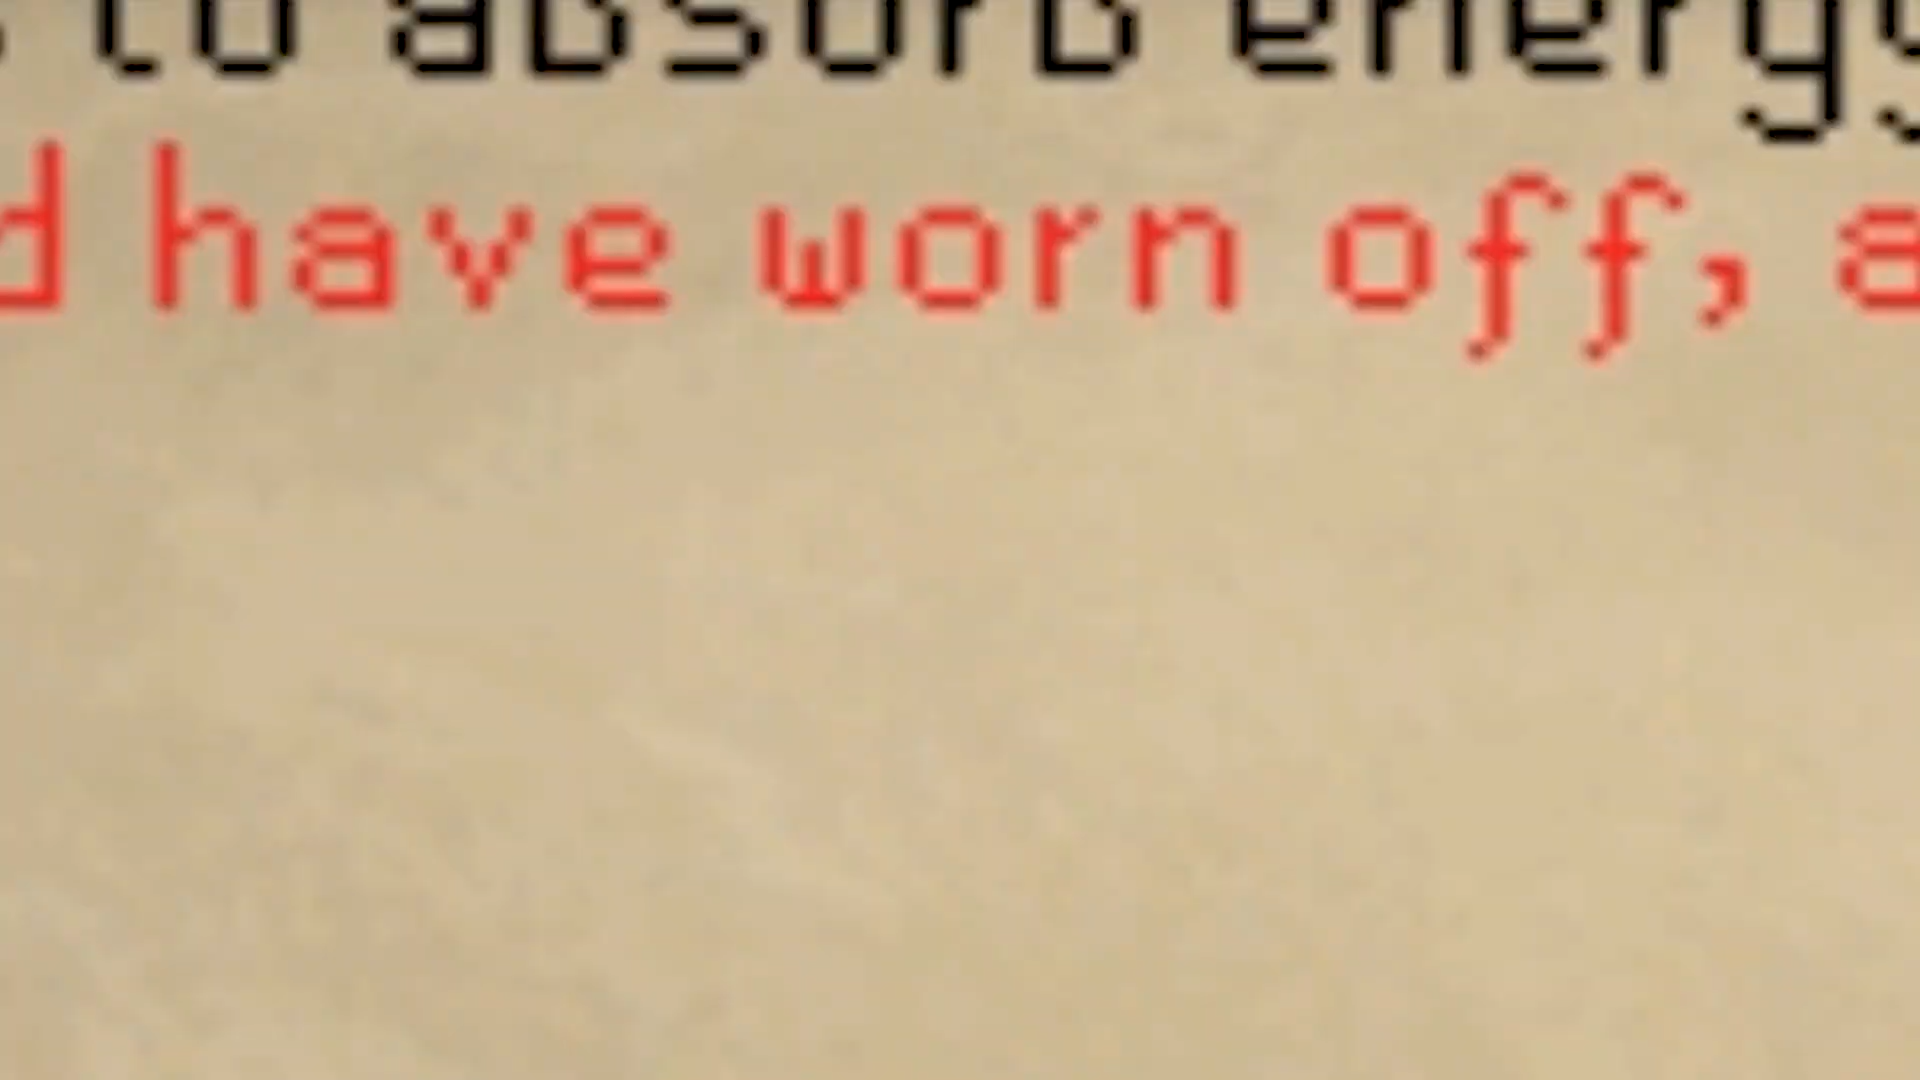 to absorb energy
have worn off,